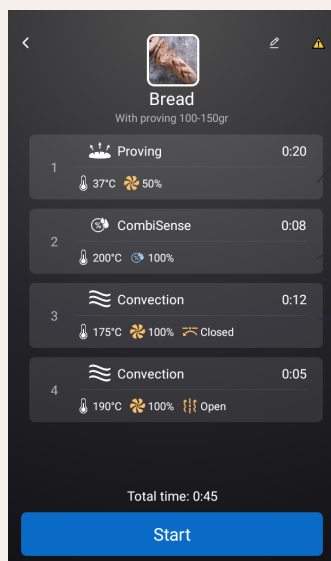 Bread
With proving 100-150gr
1
Proving 0:20
37°C 50%
2
CombiSense 0:08
200°C 100%
3
Convection 0:12
175°C 100% Closed
4
Convection 0:05
190°C 100% Open
Total time: 0:45
Start